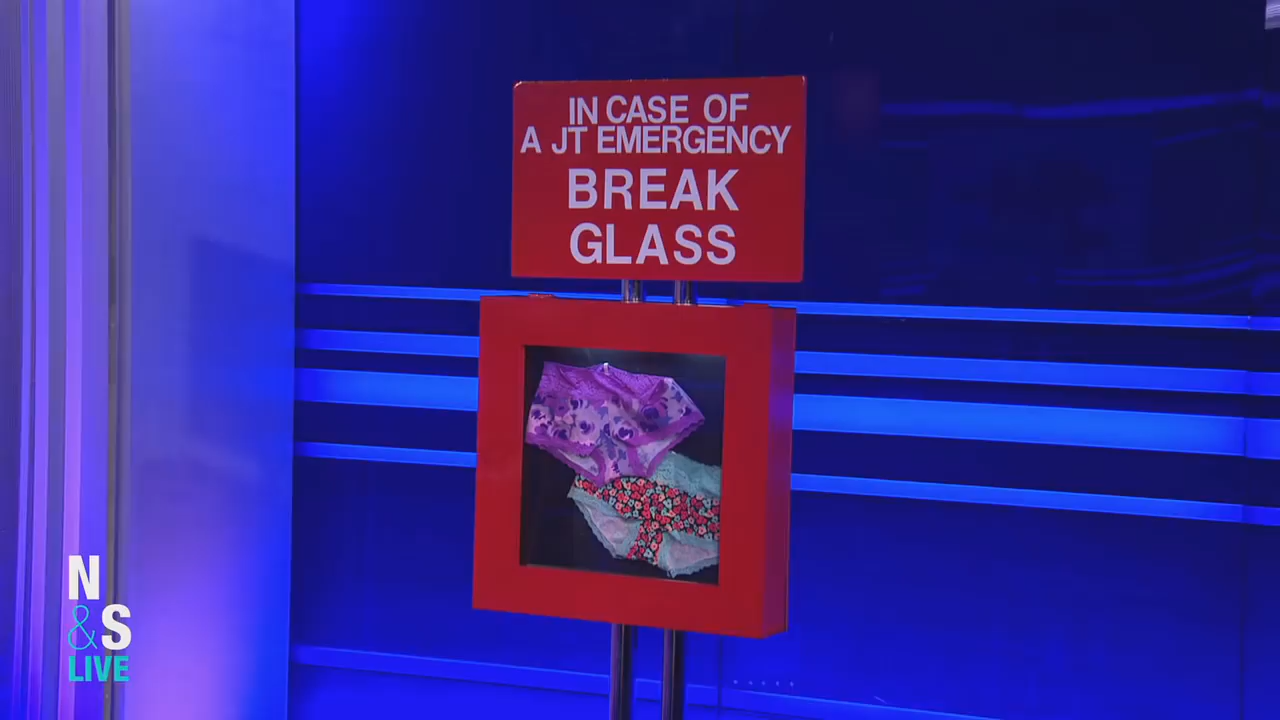 IN CASE OF
A JT EMERGENCY
BREAK
GLASS
N
&S
LIVE